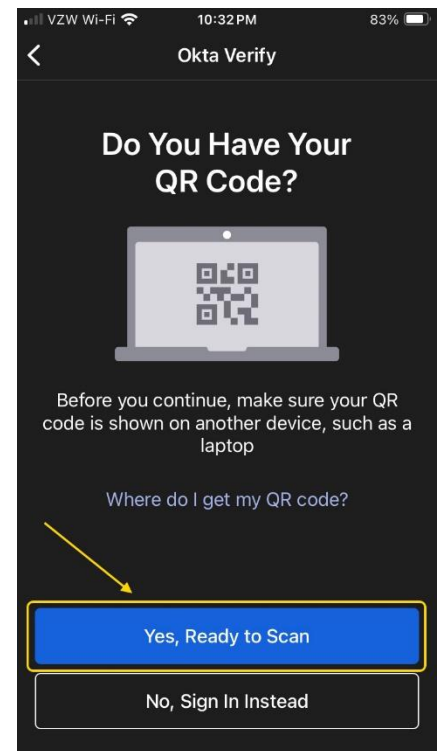 VZW Wi-Fi 10:32 PM 83%
Okta Verify
Do You Have Your
QR Code?
Before you continue, make sure your QR
code is shown on another device, such as a
laptop
Where do I get my QR code?
Yes, Ready to Scan
No, Sign In Instead